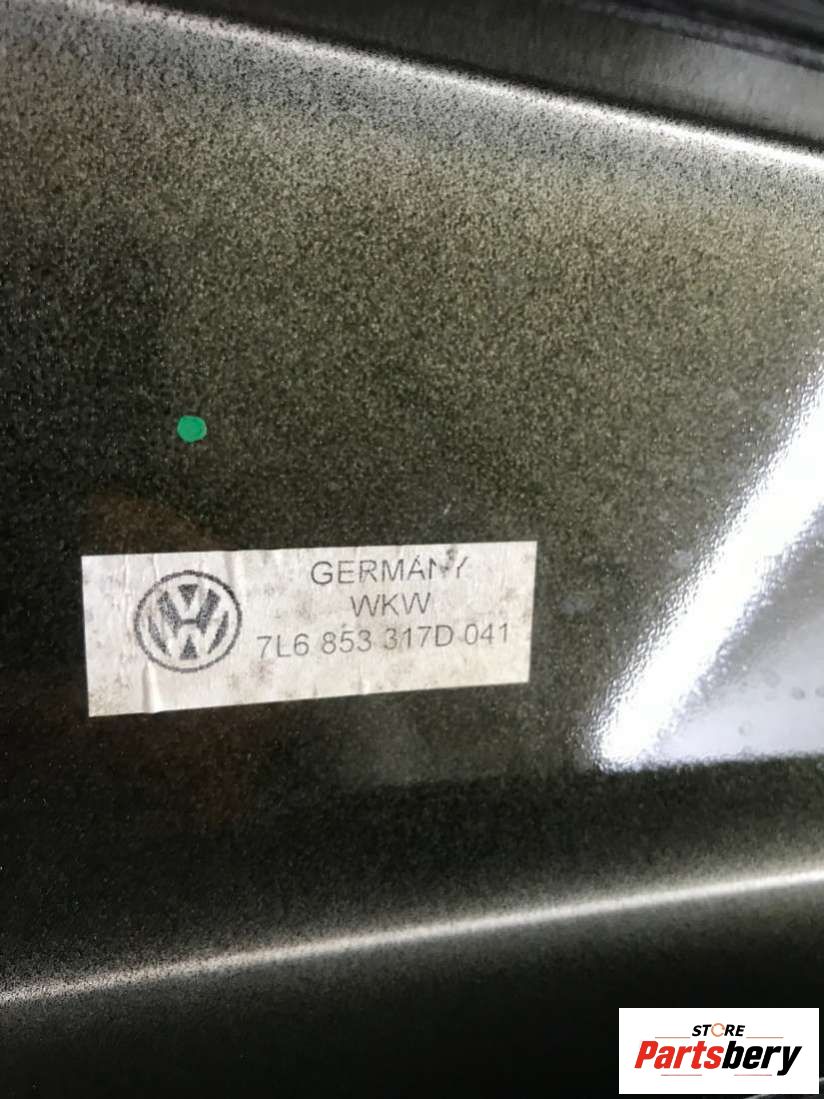 GERMANY
WKW
7L6 853 317D 041
STORE
Partsbery